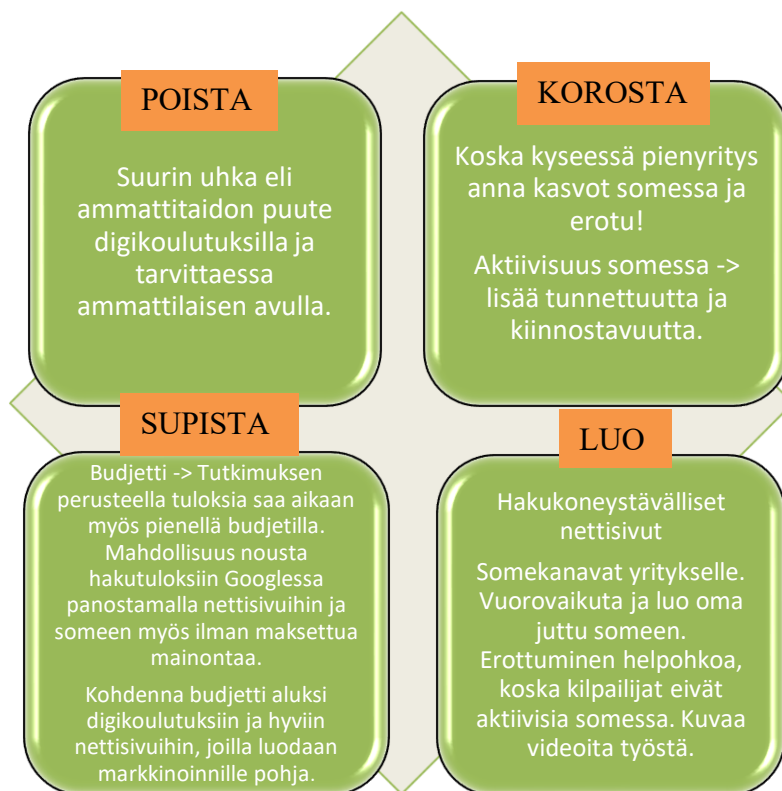 POISTA
Suurin uhka eli
ammattitaidon puute
digikoulutuksilla ja
tarvittaessa
ammattilaisen avulla.
KOROSTA
Koska kyseessä pienyritys
anna kasvot somessa ja
erotu!
Aktiivisuus somessa ->
lisää tunnettuutta ja
kiinnostavuutta.
SUPISTA
Budjetti -> Tutkimuksen
perusteella tuloksia saa aikaan
myös pienellä budjetilla.
Mahdollisuus nousta
hakutuloksiin Googlessa
panostamalla nettisivuihin ja
someen myös ilman maksettua
mainontaa.
Kohdenna budjetti aluksi
digikoulutuksiin ja hyviin
nettisivuihin, joilla luodaan
markkinoinnille pohja.
LUO
Hakukoneystävälliset
nettisivut
Somekanavat yritykselle.
Vuorovaikuta ja luo oma
juttu someen.
Erottuminen helpohkoa,
koska kilpailijat eivät
aktiivisia somessa. Kuvaa
videoita työstä.